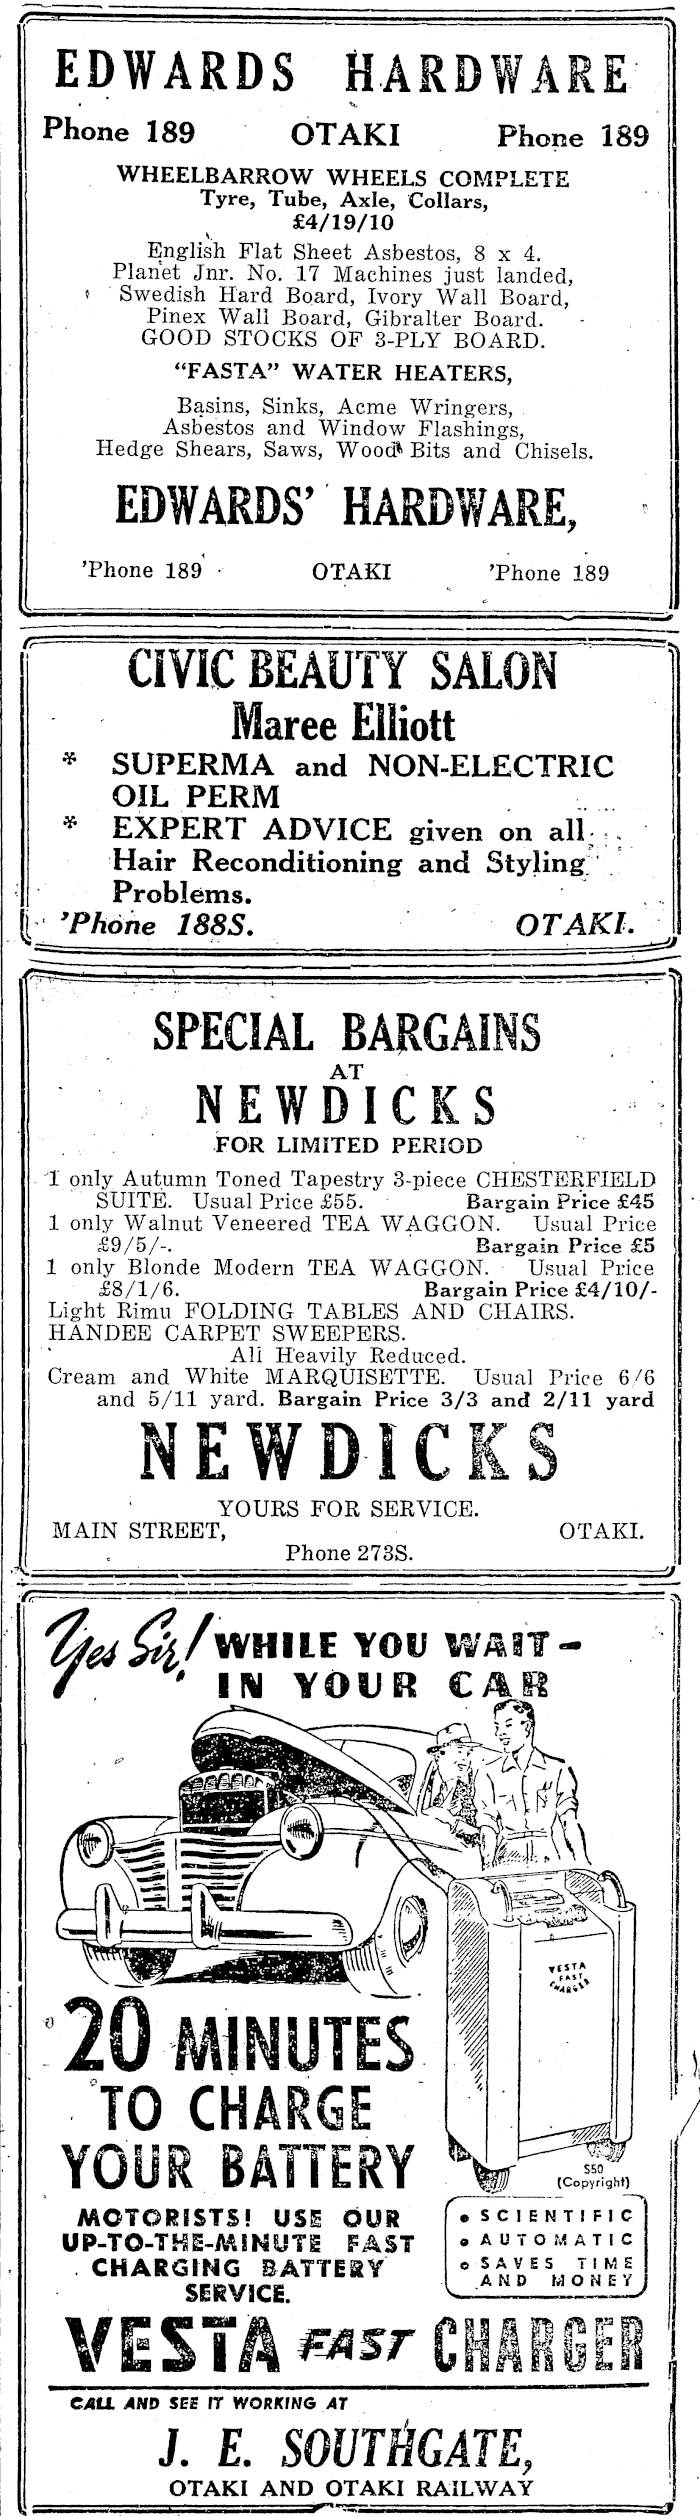 EDWARDS HARDWARE
Phone 189 OTAKI Phone 189
WHEELBARROW WHEELS COMPLETE
Tyre, Tube, Axle, Collars,
£4/19/10
English Flat Sheet Asbestos, 8 x 4.
Planet Jnr. No. 17 Machines just landed,
Swedish Hard Board, Ivory Wall Board,
Pinex Wall Board, Gibralter Board.
GOOD STOCKS OF 3-PLY BOARD.
"FASTA" WATER HEATERS,
Basins, Sinks, Acme Wringers,
Asbestos and Window Flashings,
Hedge Shears, Saws, Wood Bits and Chisels.
EDWARDS' HARDWARE,
'Phone 189 OTAKI 'Phone 189
CIVIC BEAUTY SALON
Maree Elliott
* SUPERMA and NON-ELECTRIC
OIL PERM
* EXPERT ADVICE given on all
Hair Reconditioning and Styling
Problems.
'Phone 188S. OTAKI.
SPECIAL BARGAINS
AT
NEWDICKS
FOR LIMITED PERIOD
1 only Autumn Toned Tapestry 3-piece CHESTERFIELD
SUITE. Usual Price £55. Bargain Price £45
1 only Walnut Veneered TEA WAGGON. Usual Price
£9/5/-. Bargain Price £5
1 only Blonde Modern TEA WAGGON. Usual Price
£8/1/6. Bargain Price £4/10/-
Light Rimu FOLDING TABLES AND CHAIRS.
HANDEE CARPET SWEEPERS.
All Heavily Reduced.
Cream and White MARQUISETTE. Usual Price 6/6
and 5/11 yard. Bargain Price 3/3 and 2/11 yard
NEWDICKS
YOURS FOR SERVICE.
MAIN STREET, OTAKI.
Phone 273S.
Yes Sir! WHILE YOU WAIT -
IN YOUR CAR
VESTA
FAST
CHARGER
20 MINUTES
TO CHARGE
YOUR BATTERY
S50
(Copyright)
MOTORISTS! USE OUR
UP-TO-THE-MINUTE FAST
CHARGING BATTERY
SERVICE.
• SCIENTIFIC
• AUTOMATIC
• SAVES TIME
AND MONEY
VESTA FAST CHARGER
CALL AND SEE IT WORKING AT
J. E. SOUTHGATE,
OTAKI AND OTAKI RAILWAY